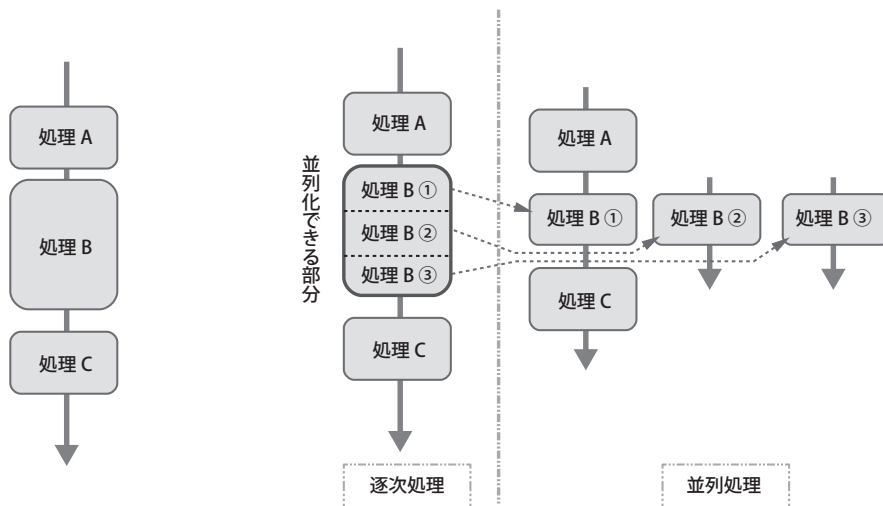 処理 A
処理 B
処理 C
並列化できる部分
処理 A
処理 B ①
処理 B ②
処理 B ③
処理 C
逐次処理
処理 A
処理 B ①
処理 B ②
処理 B ③
処理 C
並列処理